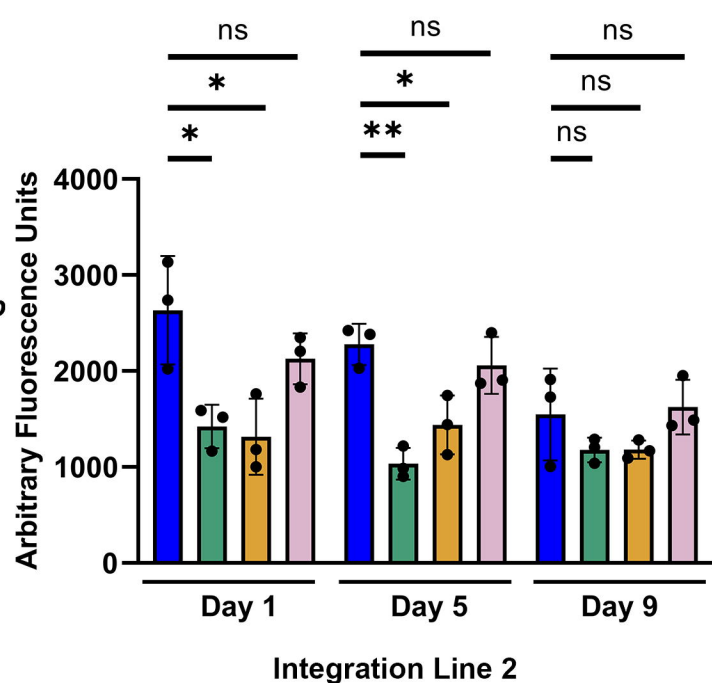 ns ns ns
* * ns
* ** ns
Arbitrary Fluorescence Units
4000
3000
2000
1000
0
Day 1 Day 5 Day 9
Integration Line 2